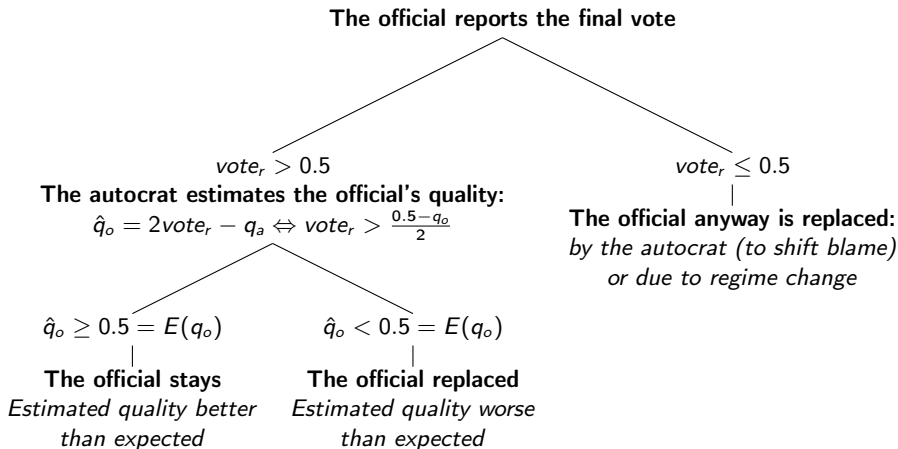 The official reports the final vote
vote_r > 0.5
vote_r ≤ 0.5
The autocrat estimates the official's quality:
q̂_o = 2vote_r − q_a ⇔ vote_r > (0.5−q_o)/2
The official anyway is replaced:
by the autocrat (to shift blame)
or due to regime change
q̂_o ≥ 0.5 = E(q_o)
q̂_o < 0.5 = E(q_o)
The official stays
Estimated quality better
than expected
The official replaced
Estimated quality worse
than expected